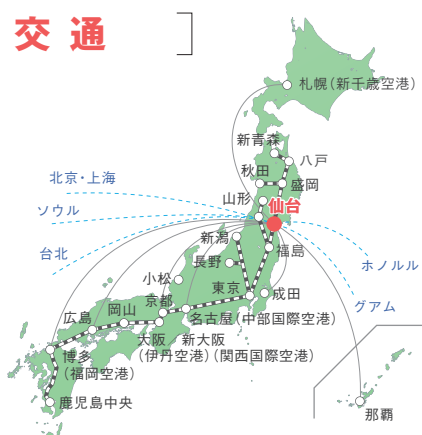 交通
札幌(新千歳空港)
新青森
八戸
秋田
盛岡
北京・上海
山形
仙台
ソウル
新潟
福島
台北
長野
ホノルル
小松
東京
成田
京都
グアム
岡山
広島
名古屋(中部国際空港)
大阪
(伊丹空港)
新大阪
(関西国際空港)
博多
(福岡空港)
鹿児島中央
那覇